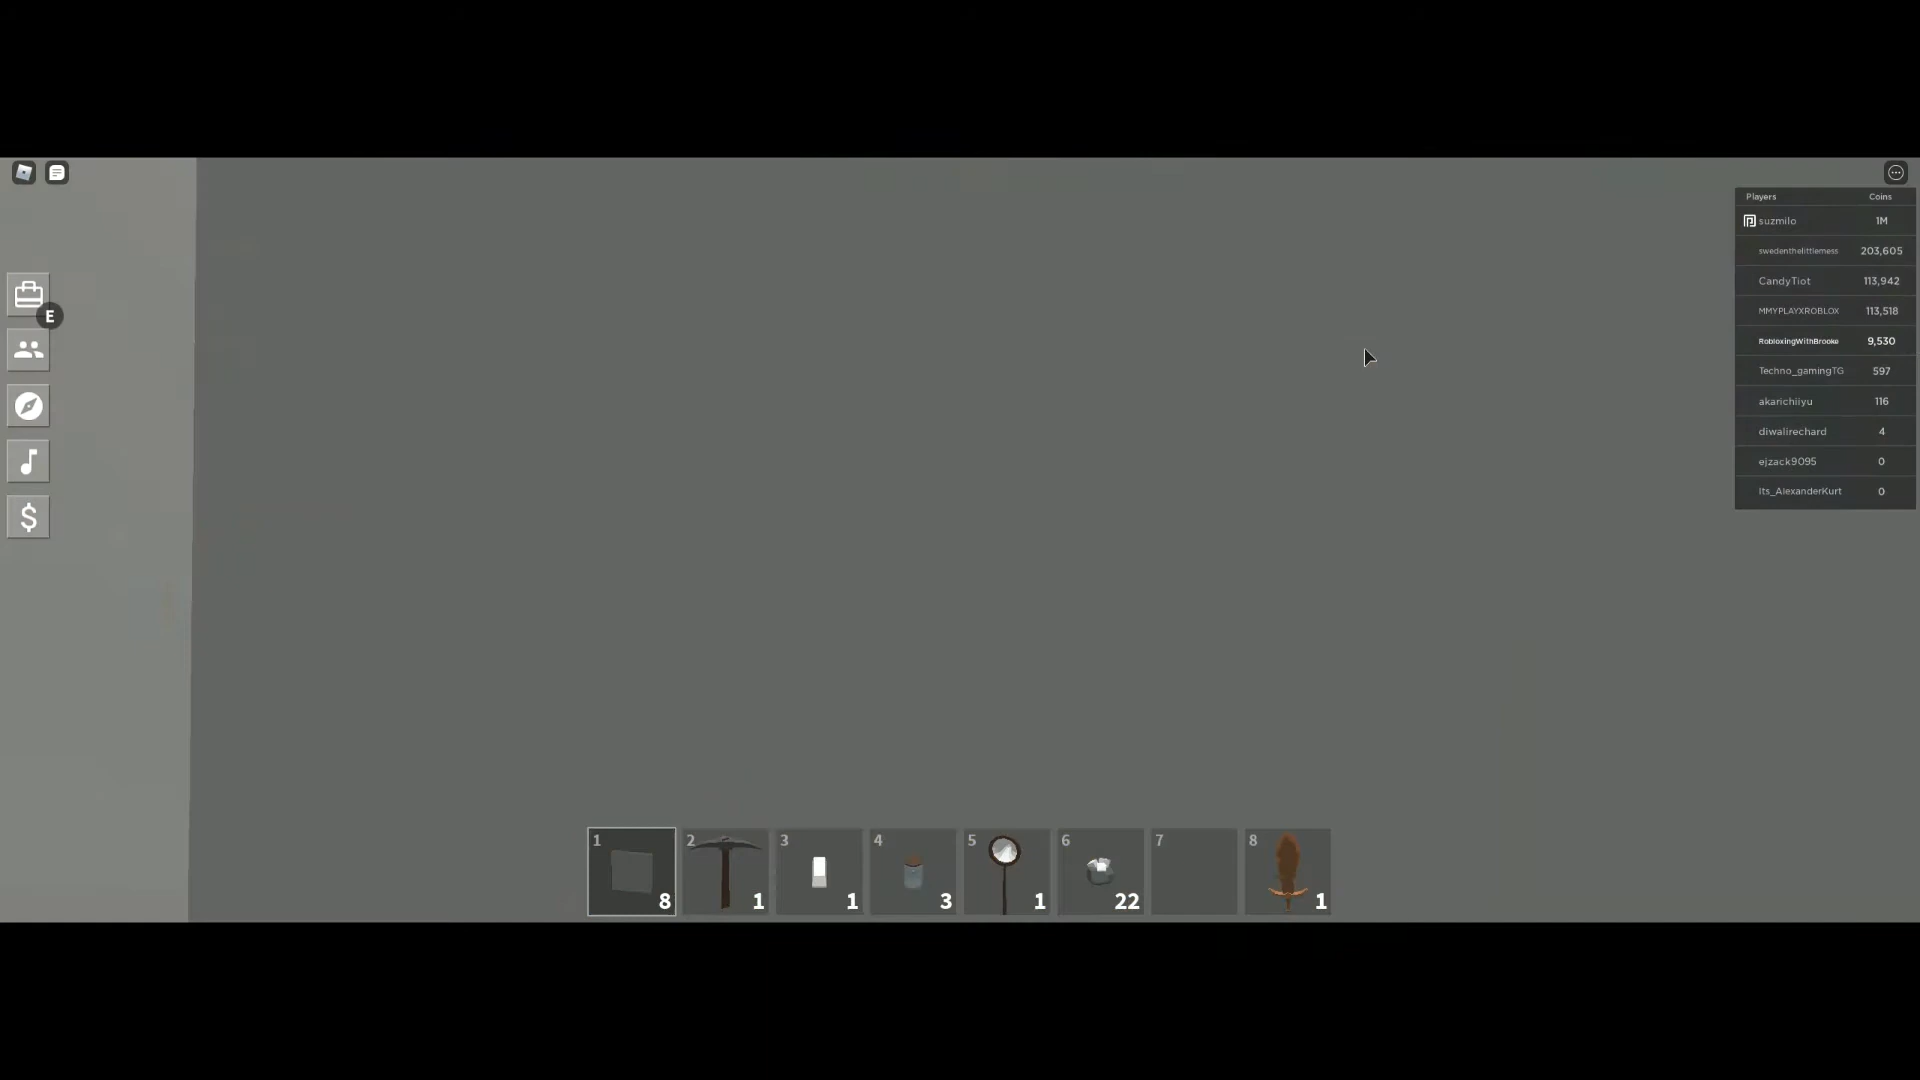 Players Coins
suzmilo 1M
swedenthelittlemess 203,605
CandyTiot 113,942
MMYPLAYXROBLOX 113,518
RobloxingWithBrooke 9,530
Techno_gamingTG 597
akarichiiyu 116
diwalirechard 4
ejzack9095 0
Its_AlexanderKurt 0
E
$
1 2 3 4 5 6 7 8
8 1 1 3 1 22 1